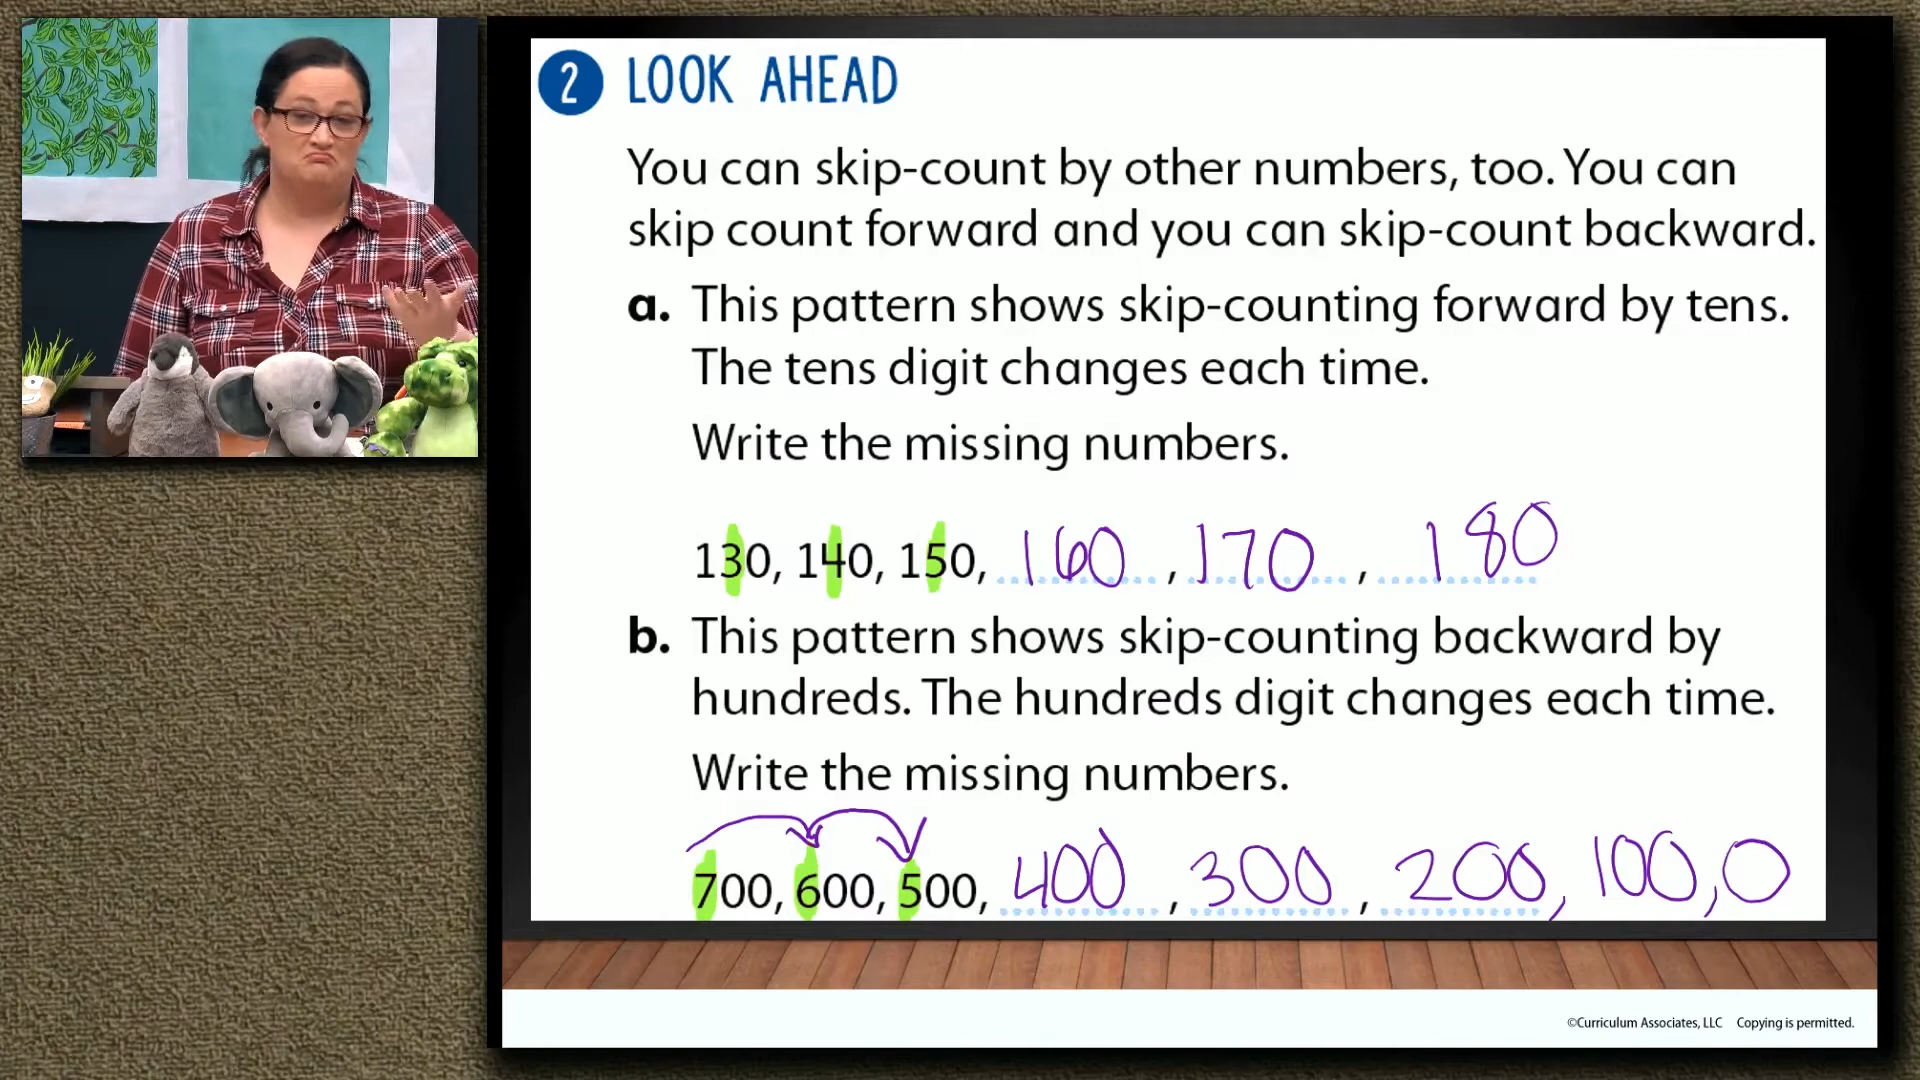 2 LOOK AHEAD
You can skip-count by other numbers, too. You can
skip count forward and you can skip-count backward.
a. This pattern shows skip-counting forward by tens.
The tens digit changes each time.
Write the missing numbers.
130, 140, 150, 160, 170, 180
b. This pattern shows skip-counting backward by
hundreds. The hundreds digit changes each time.
Write the missing numbers.
700, 600, 500, 400, 300, 200, 100, 0
©Curriculum Associates, LLC Copying is permitted.